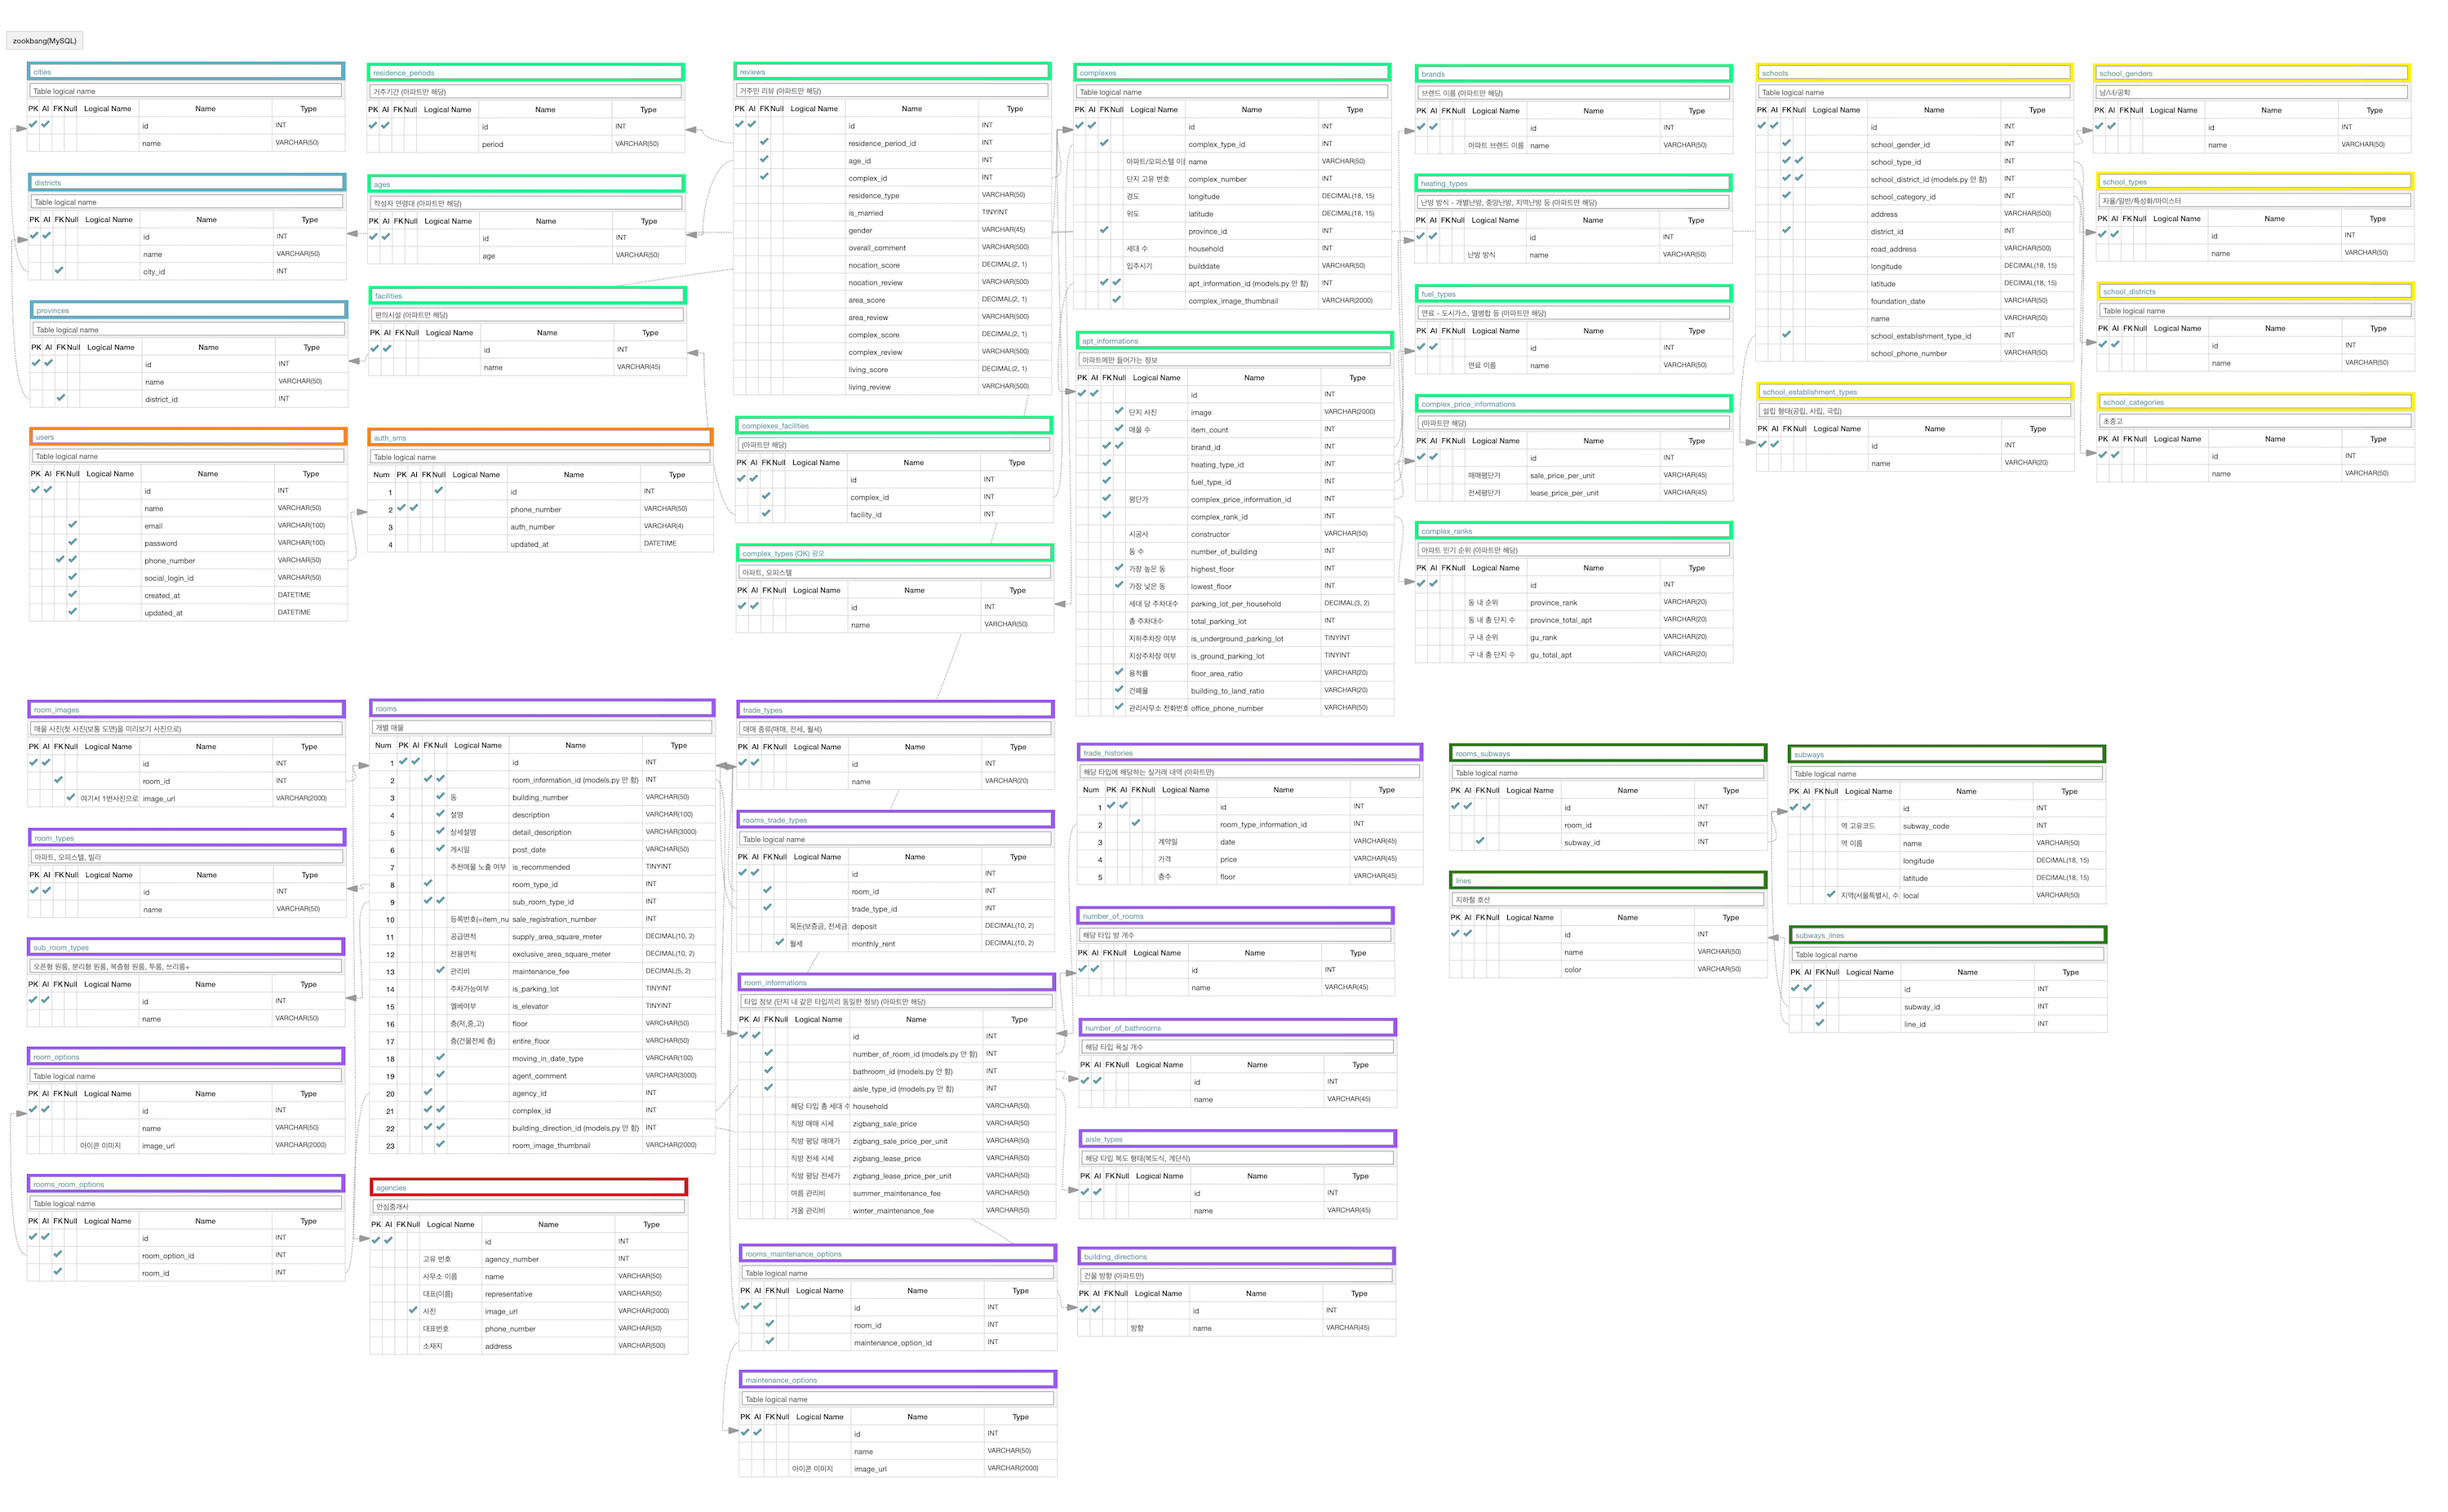 zookbang(MySQL)
cities
Table logical name
PK AI FK Null Logical Name Name Type
id INT
name VARCHAR(50)
districts
Table logical name
PK AI FK Null Logical Name Name Type
id INT
name VARCHAR(50)
city_id INT
provinces
Table logical name
PK AI FK Null Logical Name Name Type
id INT
name VARCHAR(50)
district_id INT
users
Table logical name
PK AI FK Null Logical Name Name Type
id INT
name VARCHAR(50)
email VARCHAR(100)
password VARCHAR(100)
phone_number VARCHAR(50)
social_login_id VARCHAR(50)
created_at DATETIME
updated_at DATETIME
residence_periods
거주기간 (아파트만 해당)
PK AI FK Null Logical Name Name Type
id INT
period VARCHAR(50)
ages
작성자 연령대 (아파트만 해당)
PK AI FK Null Logical Name Name Type
id INT
age VARCHAR(50)
facilities
편의시설 (아파트만 해당)
PK AI FK Null Logical Name Name Type
id INT
name VARCHAR(45)
auth_sms
Table logical name
Num PK AI FK Null Logical Name Name Type
1 id INT
2 phone_number VARCHAR(50)
3 auth_number VARCHAR(4)
4 updated_at DATETIME
reviews
거주민 리뷰 (아파트만 해당)
PK AI FK Null Logical Name Name Type
id INT
residence_period_id INT
age_id INT
complex_id INT
residence_type VARCHAR(50)
is_married TINYINT
gender VARCHAR(45)
overall_comment VARCHAR(500)
nocation_score DECIMAL(2, 1)
nocation_review VARCHAR(500)
area_score DECIMAL(2, 1)
area_review VARCHAR(500)
complex_score DECIMAL(2, 1)
complex_review VARCHAR(500)
living_score DECIMAL(2, 1)
living_review VARCHAR(500)
complexes_facilities
(아파트만 해당)
PK AI FK Null Logical Name Name Type
id INT
complex_id INT
facility_id INT
complex_types (OK) 광모
아파트, 오피스텔
PK AI FK Null Logical Name Name Type
id INT
name VARCHAR(50)
complexes
Table logical name
PK AI FK Null Logical Name Name Type
id INT
complex_type_id INT
아파트/오피스텔 이름 name VARCHAR(50)
단지 고유 번호 complex_number INT
경도 longitude DECIMAL(18, 15)
위도 latitude DECIMAL(18, 15)
province_id INT
세대 수 household INT
입주시기 builddate VARCHAR(50)
apt_information_id (models.py 안 함) INT
complex_image_thumbnail VARCHAR(2000)
apt_informations
아파트에만 들어가는 정보
PK AI FK Null Logical Name Name Type
id INT
단지 사진 image VARCHAR(2000)
매물 수 item_count INT
brand_id INT
heating_type_id INT
fuel_type_id INT
평단가 complex_price_information_id INT
complex_rank_id INT
시공사 constructor VARCHAR(50)
동 수 number_of_building INT
가장 높은 동 highest_floor INT
가장 낮은 동 lowest_floor INT
세대 당 주차대수 parking_lot_per_household DECIMAL(3, 2)
총 주차대수 total_parking_lot INT
지하주차장 여부 is_underground_parking_lot TINYINT
지상주차장 여부 is_ground_parking_lot TINYINT
용적률 floor_area_ratio VARCHAR(20)
건폐율 building_to_land_ratio VARCHAR(20)
관리사무소 전화번호 office_phone_number VARCHAR(50)
brands
브랜드 이름 (아파트만 해당)
PK AI FK Null Logical Name Name Type
id INT
아파트 브랜드 이름 name VARCHAR(50)
heating_types
난방 방식 - 개별난방, 중앙난방, 지역난방 등 (아파트만 해당)
PK AI FK Null Logical Name Name Type
id INT
난방 방식 name VARCHAR(50)
fuel_types
연료 - 도시가스, 열병합 등 (아파트만 해당)
PK AI FK Null Logical Name Name Type
id INT
연료 이름 name VARCHAR(50)
complex_price_informations
(아파트만 해당)
PK AI FK Null Logical Name Name Type
id INT
매매평단가 sale_price_per_unit VARCHAR(45)
전세평단가 lease_price_per_unit VARCHAR(45)
complex_ranks
아파트 인기 순위 (아파트만 해당)
PK AI FK Null Logical Name Name Type
id INT
동 내 순위 province_rank VARCHAR(20)
동 내 총 단지 수 province_total_apt VARCHAR(20)
구 내 순위 gu_rank VARCHAR(20)
구 내 총 단지 수 gu_total_apt VARCHAR(20)
schools
Table logical name
PK AI FK Null Logical Name Name Type
id INT
school_gender_id INT
school_type_id INT
school_district_id (models.py 안 함) INT
school_category_id INT
address VARCHAR(500)
district_id INT
road_address VARCHAR(500)
longitude DECIMAL(18, 15)
latitude DECIMAL(18, 15)
foundation_date VARCHAR(50)
name VARCHAR(50)
school_establishment_type_id INT
school_phone_number VARCHAR(50)
school_establishment_types
설립 형태(공립, 사립, 국립)
PK AI FK Null Logical Name Name Type
id INT
name VARCHAR(20)
school_genders
남/녀/공학
PK AI FK Null Logical Name Name Type
id INT
name VARCHAR(50)
school_types
자율/일반/특성화/마이스터
PK AI FK Null Logical Name Name Type
id INT
name VARCHAR(50)
school_districts
Table logical name
PK AI FK Null Logical Name Name Type
id INT
name VARCHAR(50)
school_categories
초중고
PK AI FK Null Logical Name Name Type
id INT
name VARCHAR(50)
room_images
매물 사진(첫 사진(보통 도면)을 미리보기 사진으로)
PK AI FK Null Logical Name Name Type
id INT
room_id INT
여기서 1번사진으로 image_url VARCHAR(2000)
room_types
아파트, 오피스텔, 빌라
PK AI FK Null Logical Name Name Type
id INT
name VARCHAR(50)
sub_room_types
오픈형 원룸, 분리형 원룸, 복층형 원룸, 투룸, 쓰리룸+
PK AI FK Null Logical Name Name Type
id INT
name VARCHAR(50)
room_options
Table logical name
PK AI FK Null Logical Name Name Type
id INT
name VARCHAR(50)
아이콘 이미지 image_url VARCHAR(2000)
rooms_room_options
Table logical name
PK AI FK Null Logical Name Name Type
id INT
room_option_id INT
room_id INT
rooms
개별 매물
Num PK AI FK Null Logical Name Name Type
1 id INT
2 room_information_id (models.py 안 함) INT
3 동 building_number VARCHAR(50)
4 설명 description VARCHAR(100)
5 상세설명 detail_description VARCHAR(3000)
6 게시일 post_date VARCHAR(50)
7 추천매물 노출 여부 is_recommended TINYINT
8 room_type_id INT
9 sub_room_type_id INT
10 등록번호(=item_nu sale_registration_number INT
11 공급면적 supply_area_square_meter DECIMAL(10, 2)
12 전용면적 exclusive_area_square_meter DECIMAL(10, 2)
13 관리비 maintenance_fee DECIMAL(5, 2)
14 주차가능여부 is_parking_lot TINYINT
15 엘베여부 is_elevator TINYINT
16 층(저,중,고) floor VARCHAR(50)
17 층(건물전체 층) entire_floor VARCHAR(50)
18 moving_in_date_type VARCHAR(100)
19 agent_comment VARCHAR(3000)
20 agency_id INT
21 complex_id INT
22 building_direction_id (models.py 안 함) INT
23 room_image_thumbnail VARCHAR(2000)
agencies
안심중개사
PK AI FK Null Logical Name Name Type
id INT
고유 번호 agency_number INT
사무소 이름 name VARCHAR(50)
대표(이름) representative VARCHAR(50)
사진 image_url VARCHAR(2000)
대표번호 phone_number VARCHAR(50)
소재지 address VARCHAR(500)
trade_types
매매 종류(매매, 전세, 월세)
PK AI FK Null Logical Name Name Type
id INT
name VARCHAR(20)
rooms_trade_types
Table logical name
PK AI FK Null Logical Name Name Type
id INT
room_id INT
trade_type_id INT
목돈(보증금, 전세금 deposit DECIMAL(10, 2)
월세 monthly_rent DECIMAL(10, 2)
room_informations
타입 정보 (단지 내 같은 타입끼리 동일한 정보) (아파트만 해당)
PK AI FK Null Logical Name Name Type
id INT
number_of_room_id (models.py 안 함) INT
bathroom_id (models.py 안 함) INT
aisle_type_id (models.py 안 함) INT
해당 타입 총 세대 수 household VARCHAR(50)
직방 매매 시세 zigbang_sale_price VARCHAR(50)
직방 평당 매매가 zigbang_sale_price_per_unit VARCHAR(50)
직방 전세 시세 zigbang_lease_price VARCHAR(50)
직방 평당 전세가 zigbang_lease_price_per_unit VARCHAR(50)
여름 관리비 summer_maintenance_fee VARCHAR(50)
겨울 관리비 winter_maintenance_fee VARCHAR(50)
rooms_maintenance_options
Table logical name
PK AI FK Null Logical Name Name Type
id INT
room_id INT
maintenance_option_id INT
maintenance_options
Table logical name
PK AI FK Null Logical Name Name Type
id INT
name VARCHAR(50)
아이콘 이미지 image_url VARCHAR(2000)
trade_histories
해당 타입에 해당하는 실거래 내역 (아파트만)
Num PK AI FK Null Logical Name Name Type
1 id INT
2 room_type_information_id INT
3 계약일 date VARCHAR(45)
4 가격 price VARCHAR(45)
5 층수 floor VARCHAR(45)
number_of_rooms
해당 타입 방 개수
PK AI FK Null Logical Name Name Type
id INT
name VARCHAR(45)
number_of_bathrooms
해당 타입 욕실 개수
PK AI FK Null Logical Name Name Type
id INT
name VARCHAR(45)
aisle_types
해당 타입 복도 형태(복도식, 계단식)
PK AI FK Null Logical Name Name Type
id INT
name VARCHAR(45)
building_directions
건물 방향 (아파트만)
PK AI FK Null Logical Name Name Type
id INT
방향 name VARCHAR(45)
rooms_subways
Table logical name
PK AI FK Null Logical Name Name Type
id INT
room_id INT
subway_id INT
lines
지하철 호선
PK AI FK Null Logical Name Name Type
id INT
name VARCHAR(50)
color VARCHAR(50)
subways
Table logical name
PK AI FK Null Logical Name Name Type
id INT
역 고유코드 subway_code INT
역 이름 name VARCHAR(50)
longitude DECIMAL(18, 15)
latitude DECIMAL(18, 15)
지역(서울특별시, 수 local VARCHAR(50)
subways_lines
Table logical name
PK AI FK Null Logical Name Name Type
id INT
subway_id INT
line_id INT